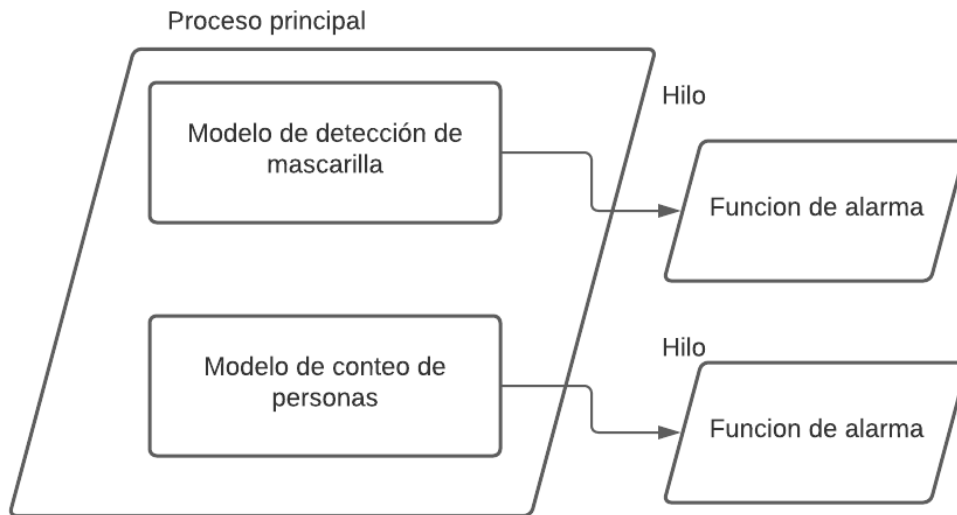 Proceso principal
Hilo
Modelo de detección de
mascarilla
Funcion de alarma
Hilo
Modelo de conteo de
personas
Funcion de alarma